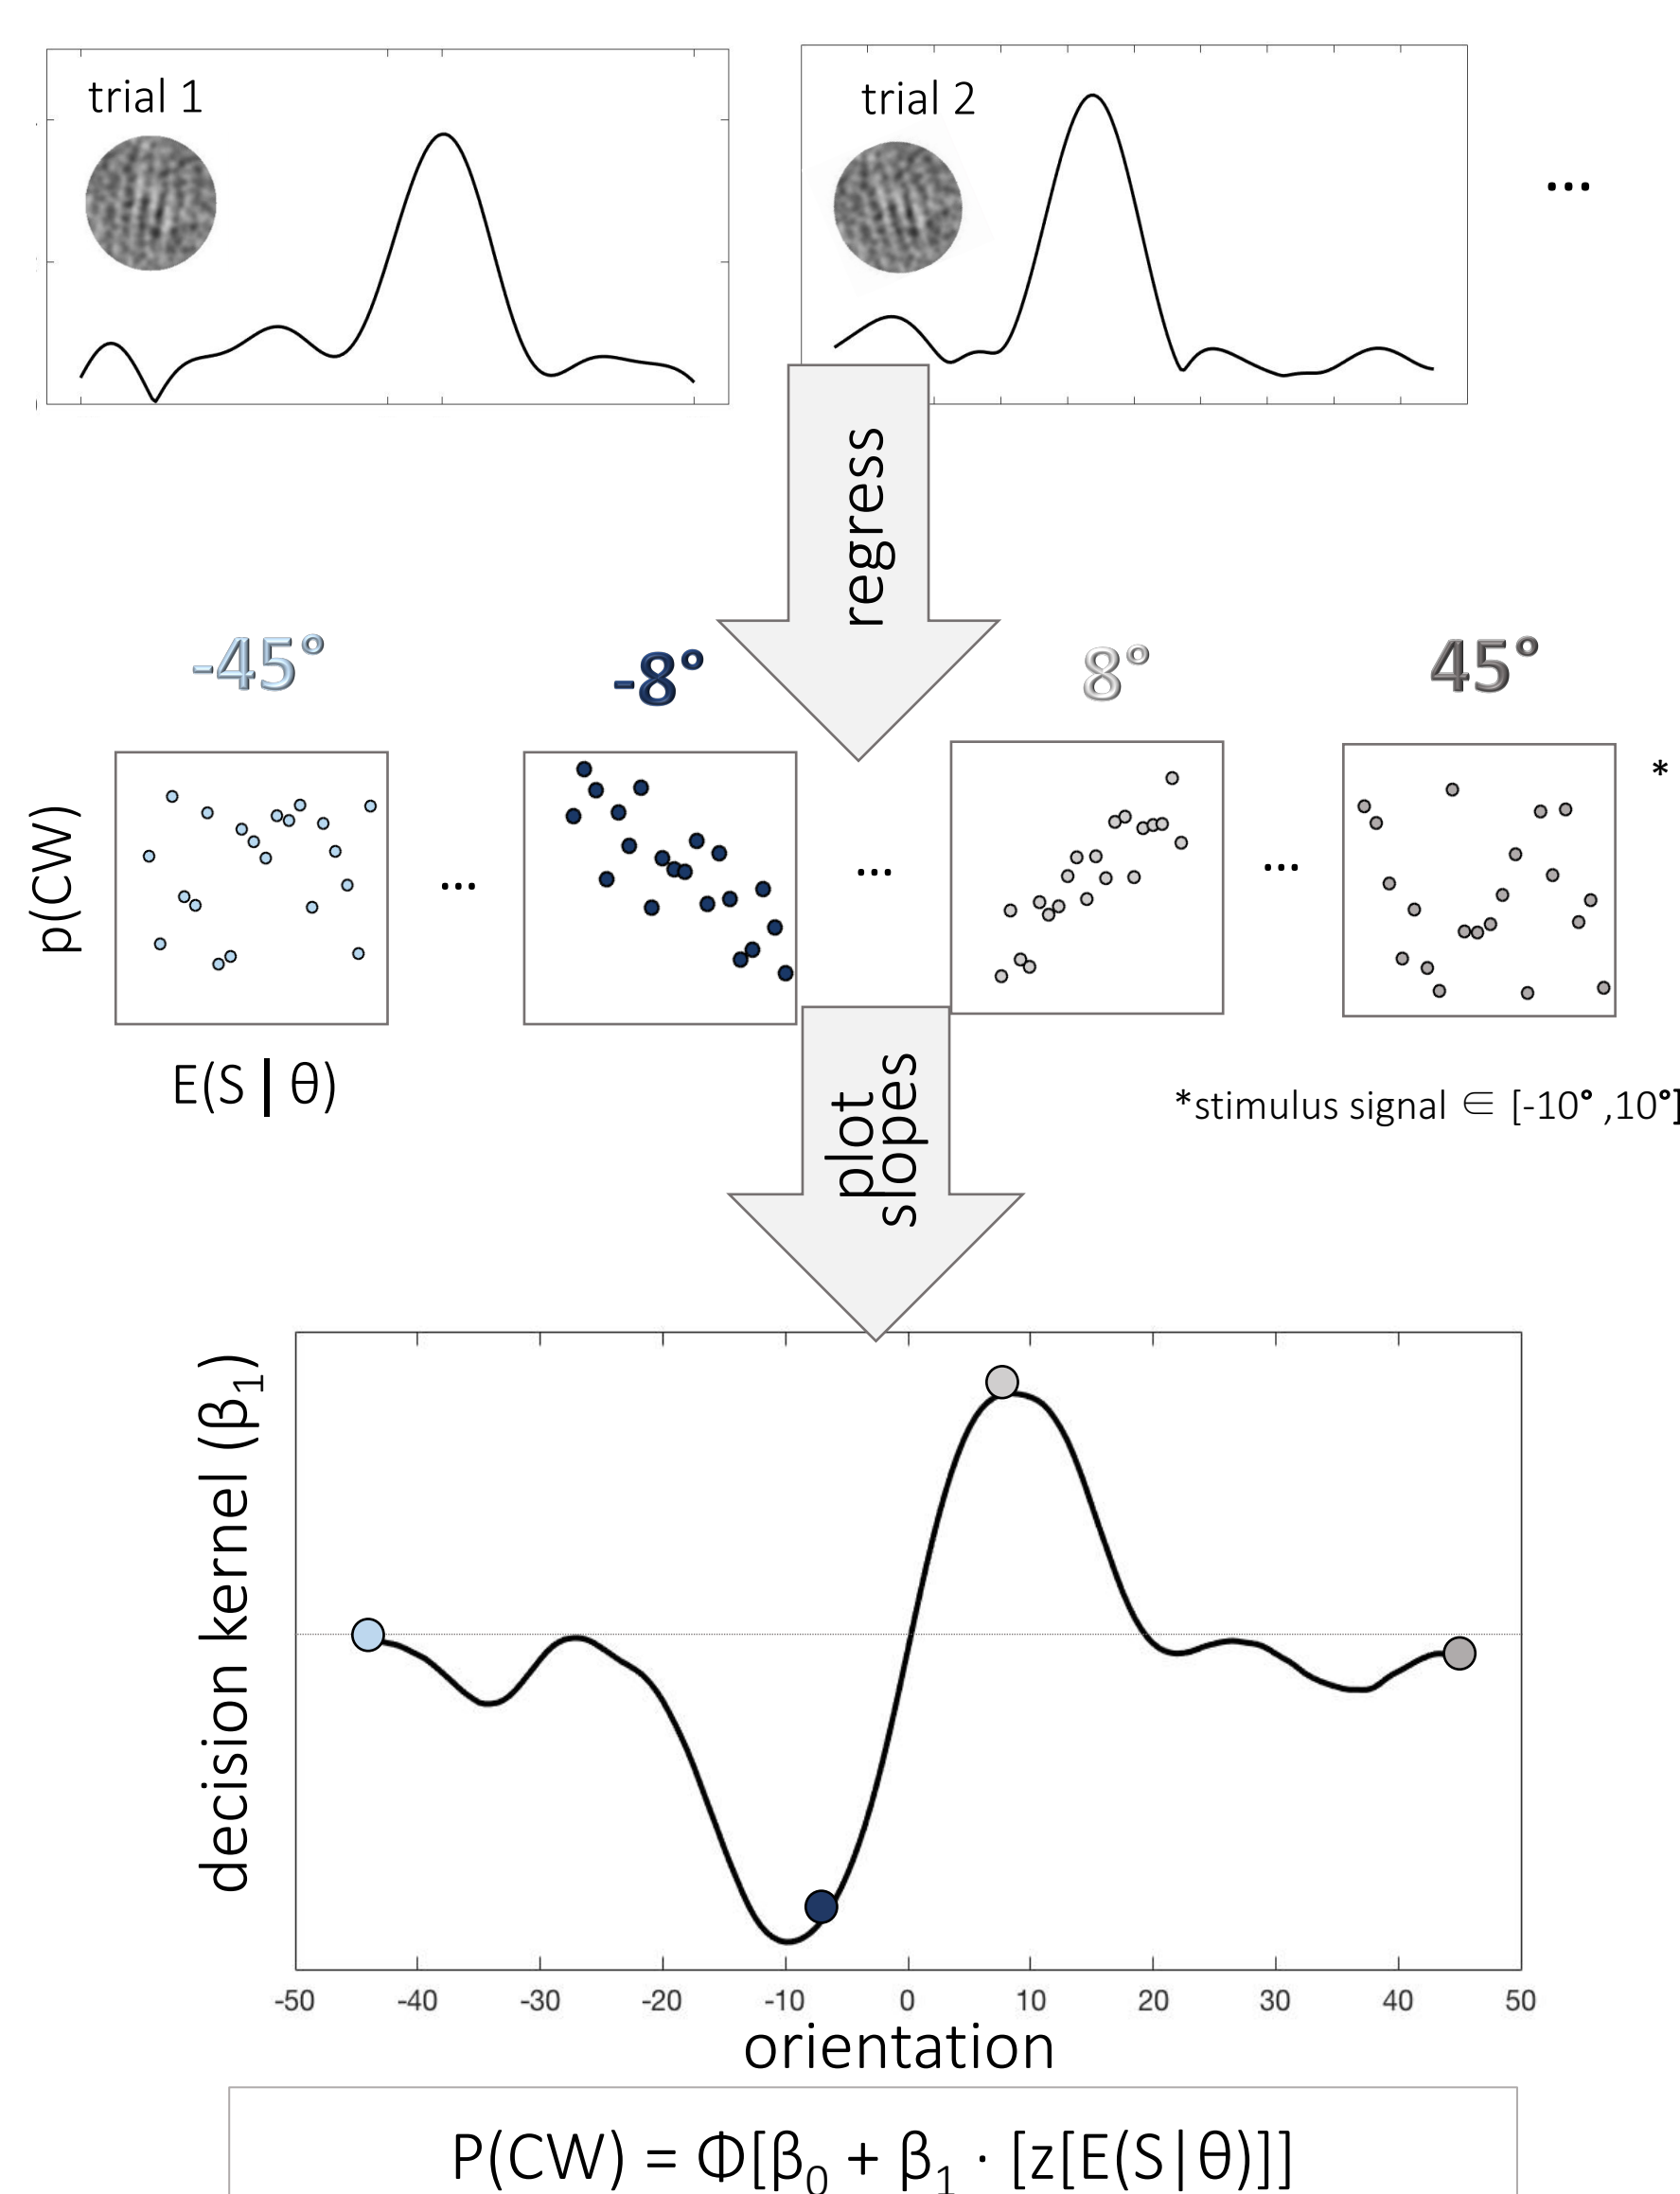 trial 1
trial 2
...
regress
-45°
-8°
8°
45°
p(CW)
...
...
...
*
E(S | θ)
*stimulus signal ∈ [-10° ,10°]
plot
slopes
decision kernel (β₁)
-50 -40 -30 -20 -10 0 10 20 30 40 50
orientation
P(CW) = Φ[β₀ + β₁ · [z[E(S|θ)]]